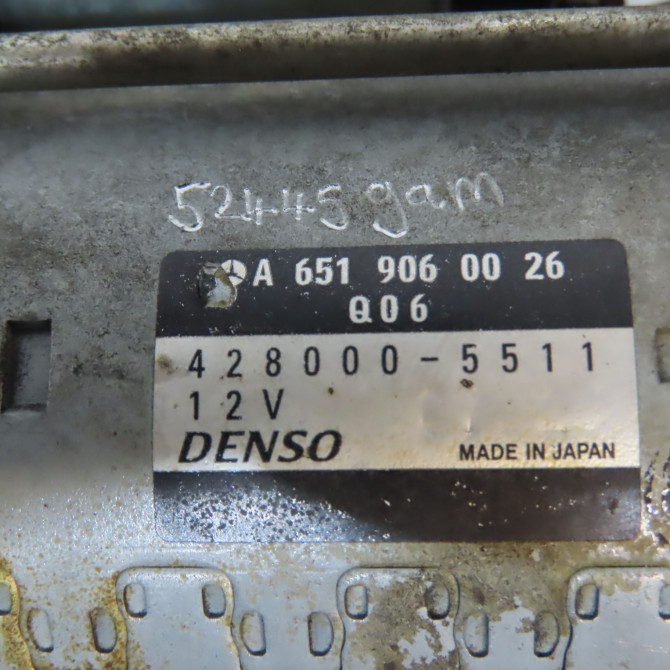 52445gam
A 651 906 00 26
Q06
428000-5511
12V
DENSO
MADE IN JAPAN